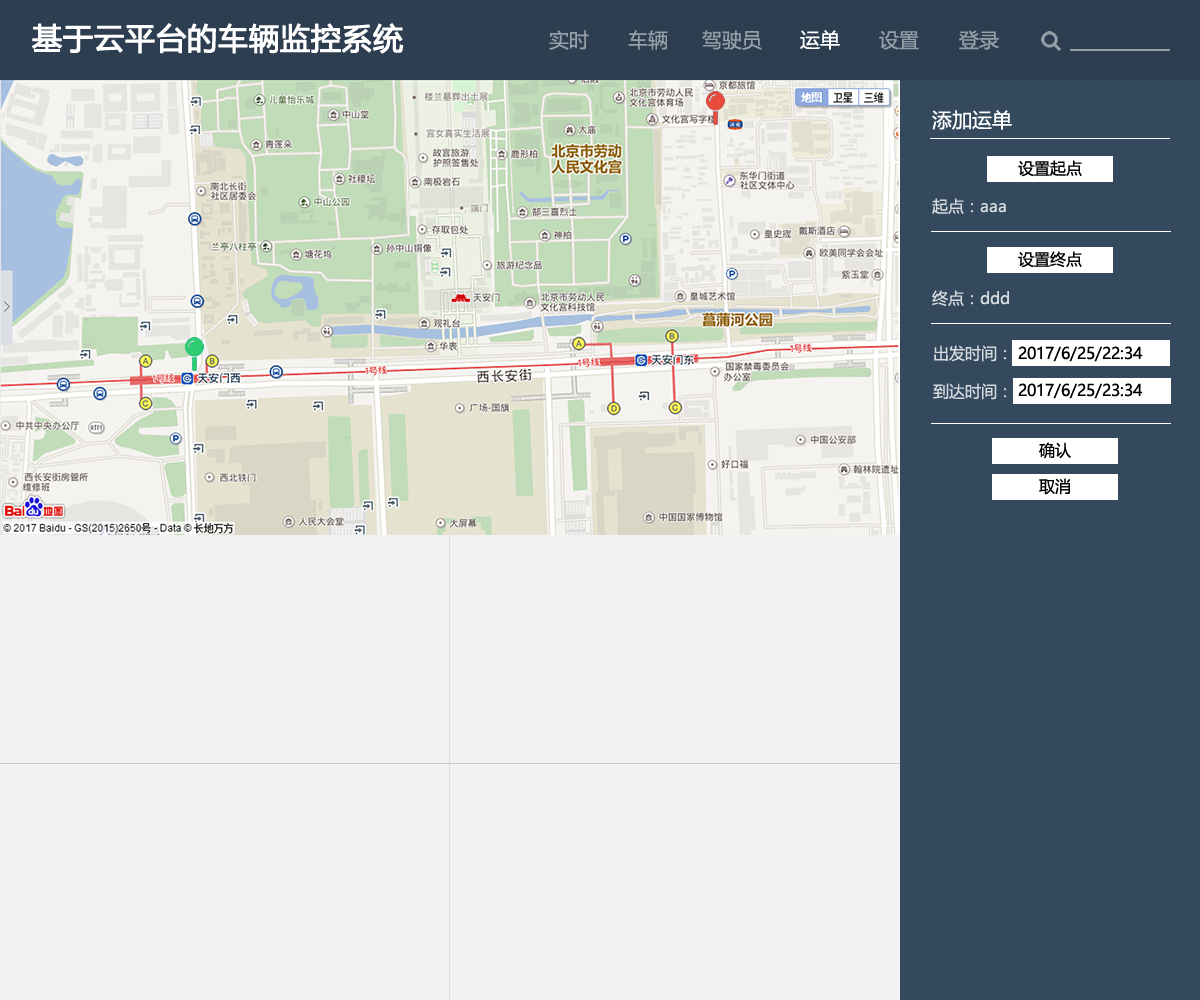 基于云平台的车辆监控系统
实时 车辆 驾驶员 运单 设置 登录
添加运单
设置起点
起点：aaa
设置终点
终点：ddd
出发时间：2017/6/25/22:34
到达时间：2017/6/25/23:34
确认
取消
地图 卫星 三维
儿童怡乐城
中山堂
楼兰墓葬出土展
北京市劳动人民
文化宫体育场
京都旅馆
文化宫写字楼
青莲朵
宫女真实生活展
太庙
故宫旅游
护照签售处
鹿形柏
北京市劳动
人民文化宫
南北长街
社区居委会
社稷坛
南极岩石
东华门街道
社区文体中心
中山公园
端门
郜三喜烈士
兰亭八柱亭
塘花坞
孙中山铜像
存取包处
神柏
P
皇史宬
戴斯酒店
欧美同学会会址
旅游纪念品
P
紫玉堂
天安门
北京市劳动人民
文化宫科技馆
皇城艺术馆
观礼台
菖蒲河公园
华表
A
B
A
B
1号线
天安门西
1号线
西长安街
1号线
天安门东
1号线
国家禁毒委员会
办公室
C
D
C
中共中央办公厅
P
广场-国旗
中国公安部
西长安街房管所
维修班
西北铁门
好口福
翰林院遗址
人民大会堂
大屏幕
中国国家博物馆
Bai du 地图
© 2017 Baidu - GS(2015)2650号 - Data © 长地万方